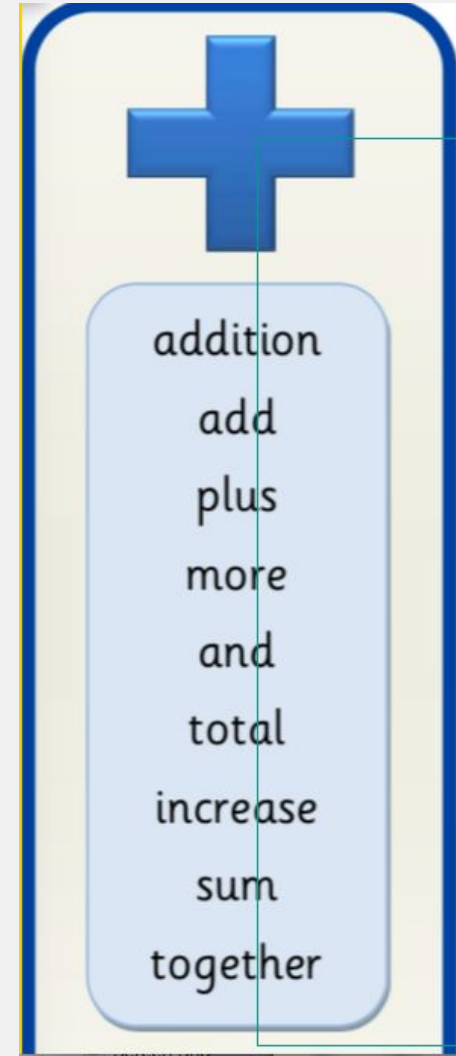 addition
add
plus
more
and
total
increase
sum
together